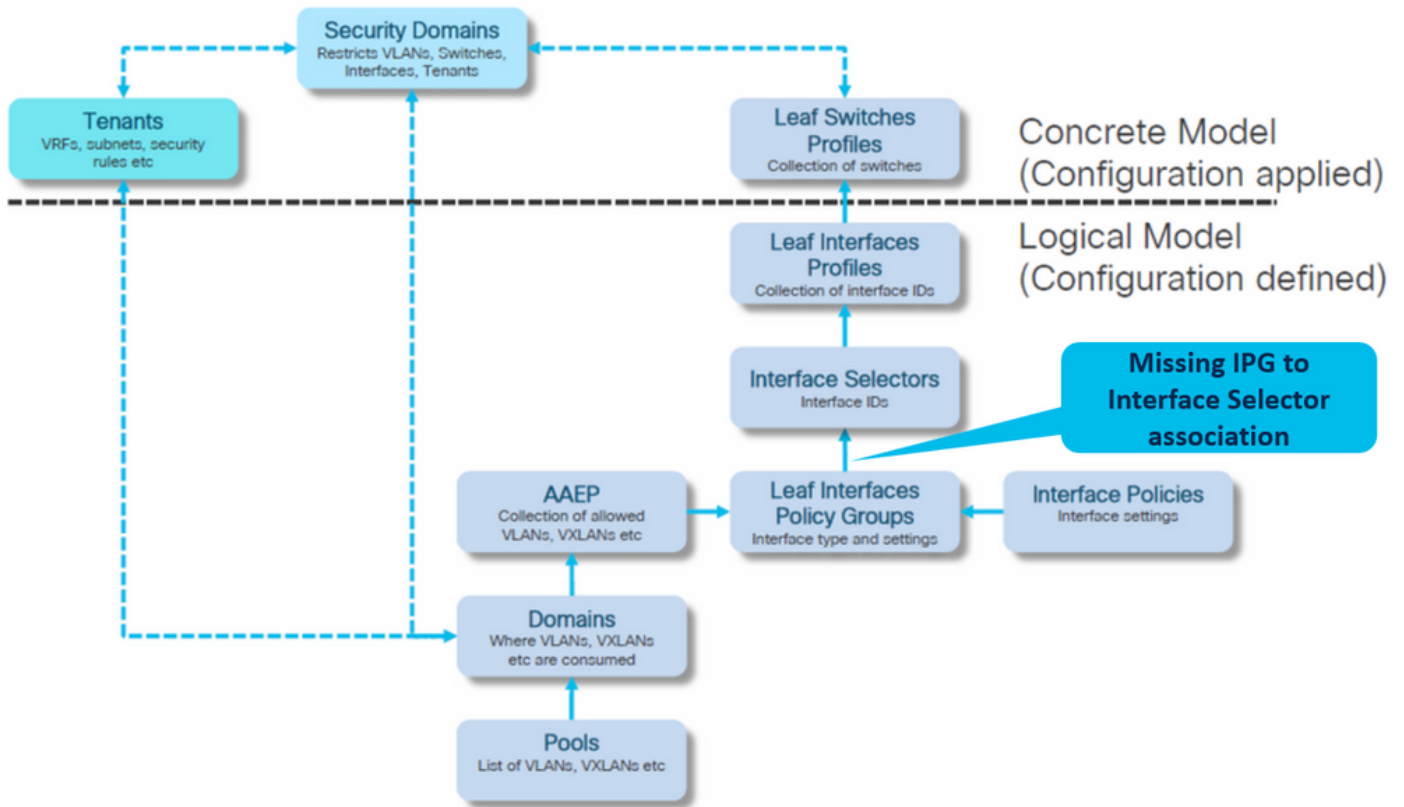 Security Domains
Restricts VLANs, Switches,
Interfaces, Tenants
Tenants
VRFs, subnets, security
rules etc
Leaf Switches
Profiles
Collection of switches
Concrete Model
(Configuration applied)
Leaf Interfaces
Profiles
Collection of interface IDs
Logical Model
(Configuration defined)
Interface Selectors
Interface IDs
Missing IPG to
Interface Selector
association
AAEP
Collection of allowed
VLANs, VXLANs etc
Leaf Interfaces
Policy Groups
Interface type and settings
Interface Policies
Interface settings
Domains
Where VLANs, VXLANs
etc are consumed
Pools
List of VLANs, VXLANs etc